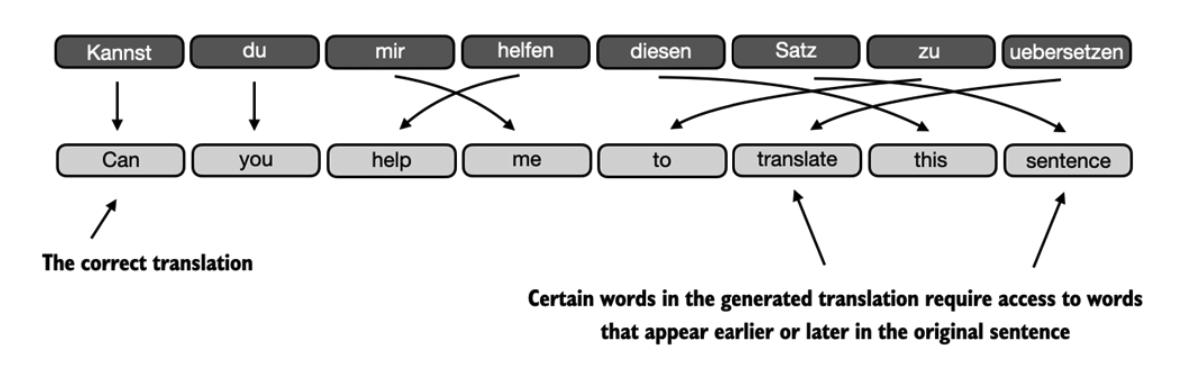 Kannst du mir helfen diesen Satz zu uebersetzen
Can you help me to translate this sentence
The correct translation
Certain words in the generated translation require access to words
that appear earlier or later in the original sentence